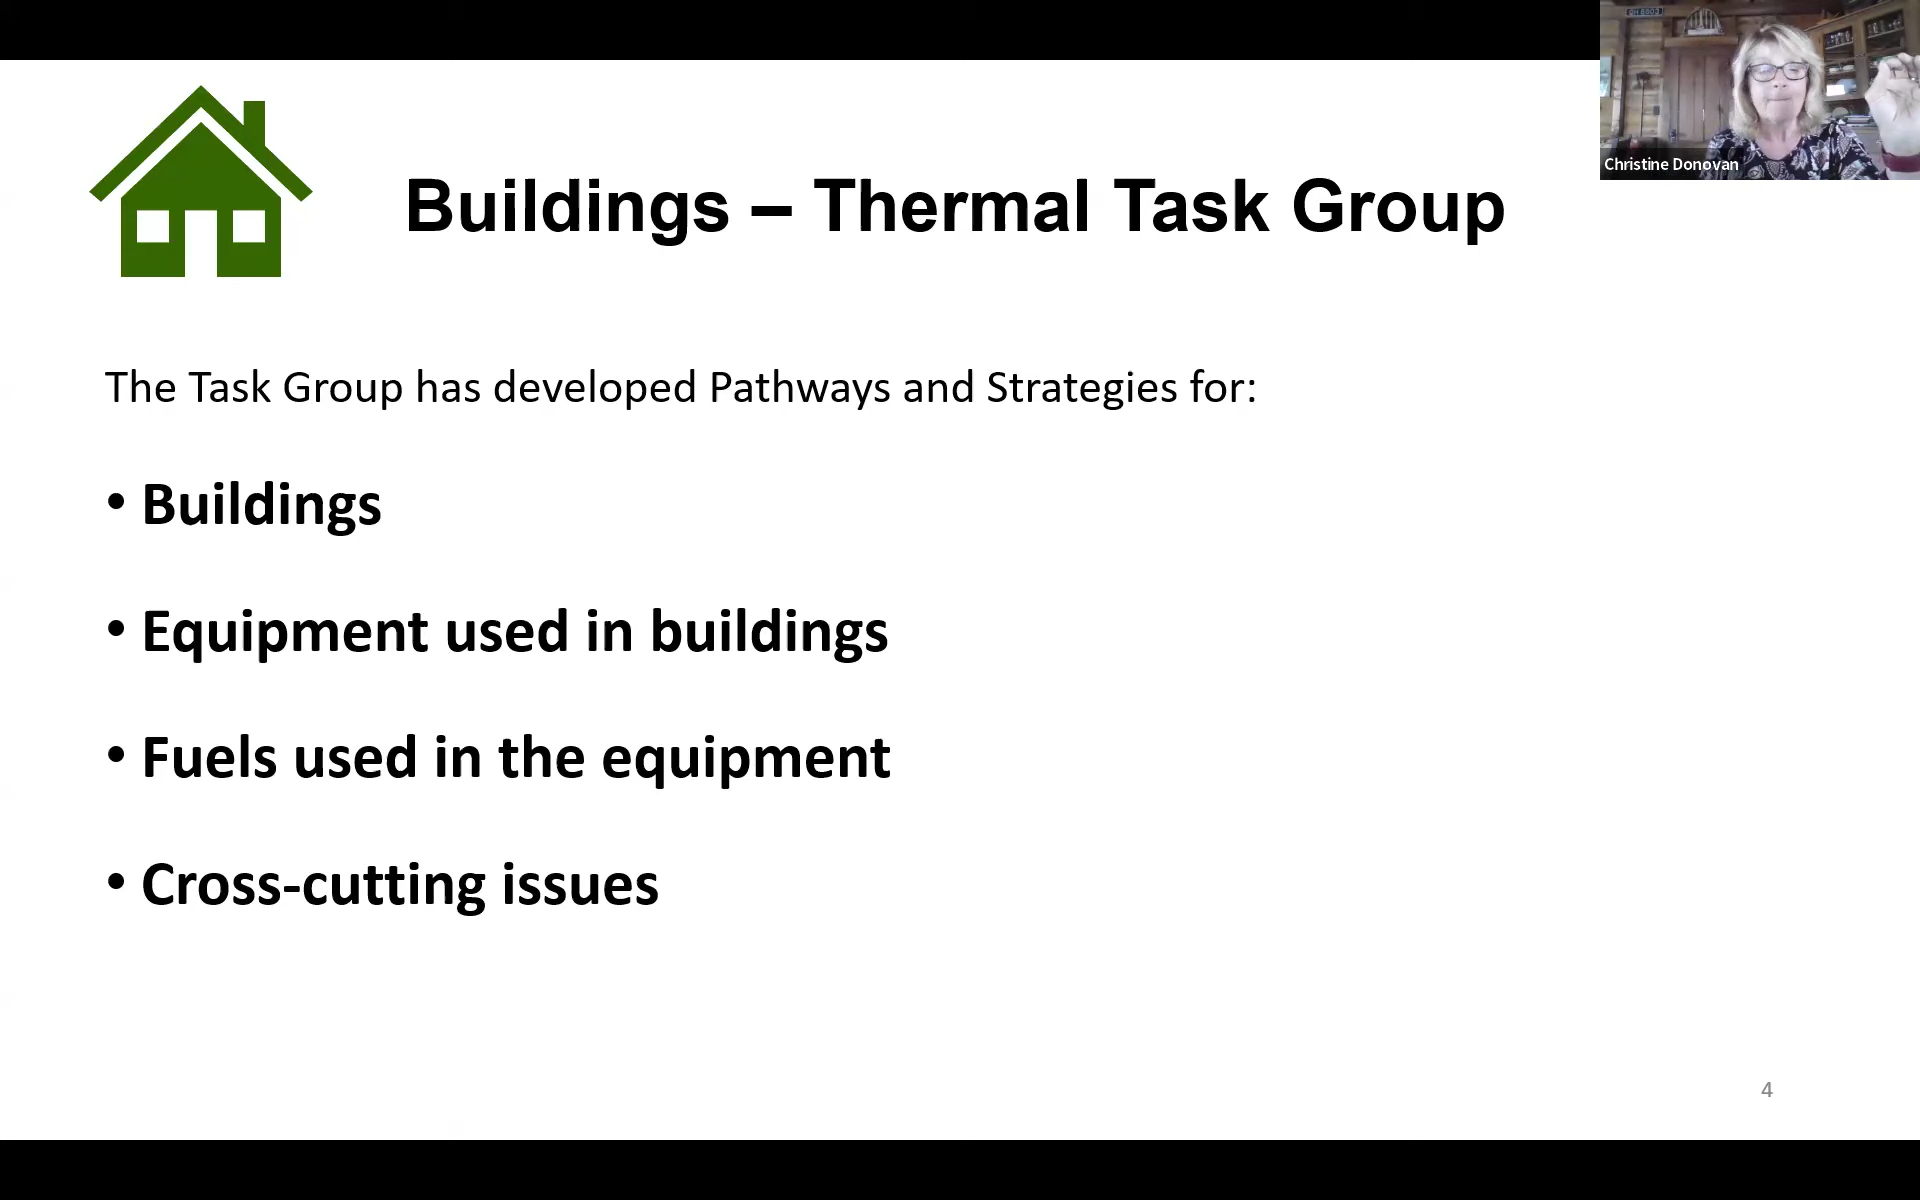 Christine Donovan
Buildings – Thermal Task Group
The Task Group has developed Pathways and Strategies for:
• Buildings
• Equipment used in buildings
• Fuels used in the equipment
• Cross-cutting issues
4